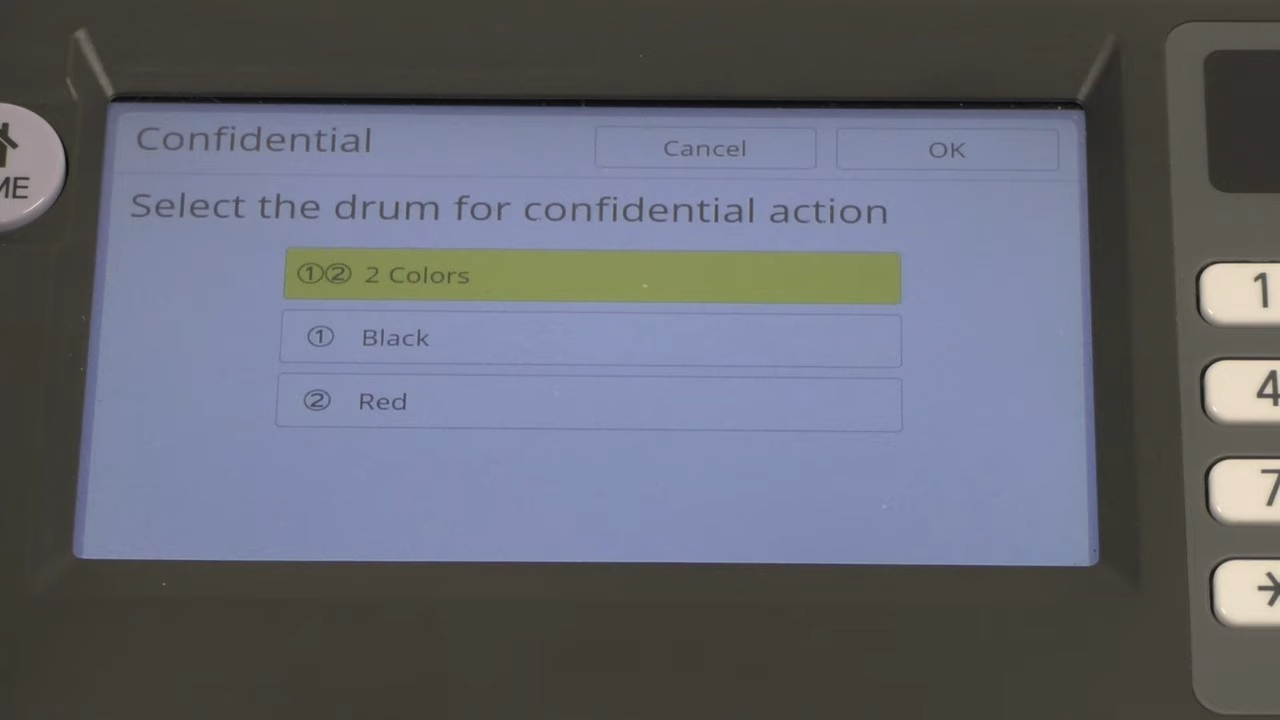 Confidential
Cancel
OK
Select the drum for confidential action
①② 2 Colors
① Black
② Red
ME
1
4
7
*